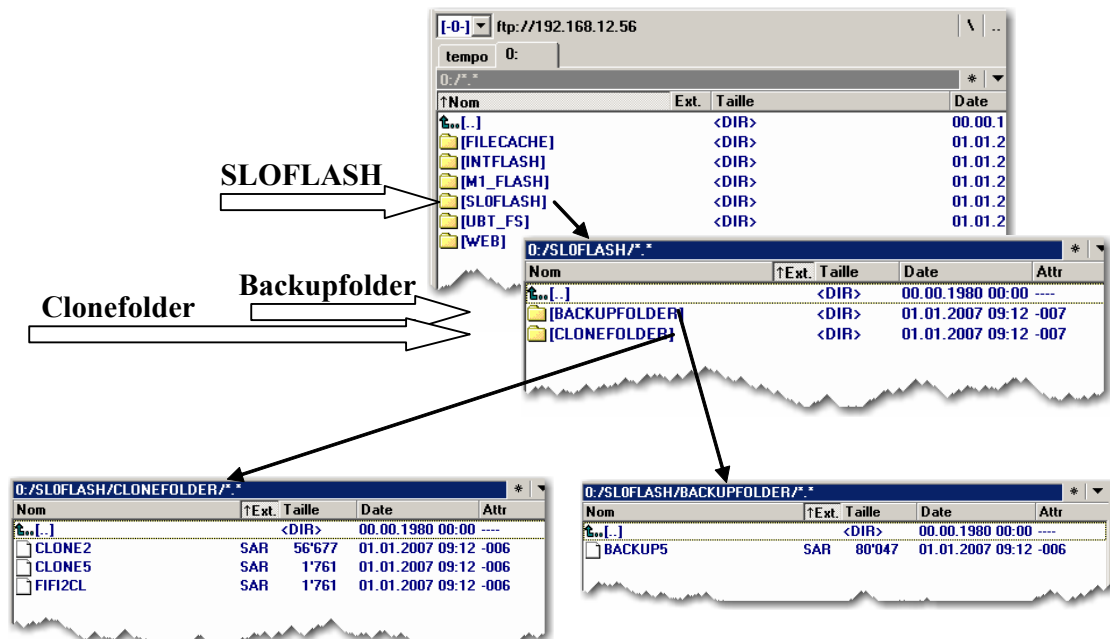 [-0-] ftp://192.168.12.56 \ ..
tempo 0:
0:/*.* *
↑Nom Ext. Taille Date
[..] <DIR> 00.00.1
[FILECACHE] <DIR> 01.01.2
[INTFLASH] <DIR> 01.01.2
[M1_FLASH] <DIR> 01.01.2
SLOFLASH
[SL0FLASH] <DIR> 01.01.2
[UBT_FS] <DIR> 01.01.2
[WEB]
0:/SL0FLASH/*.* *
Nom ↑Ext. Taille Date Attr
[..] <DIR> 00.00.1980 00:00 ----
Backupfolder
[BACKUPFOLDER] <DIR> 01.01.2007 09:12 -007
Clonefolder
[CLONEFOLDER] <DIR> 01.01.2007 09:12 -007
0:/SL0FLASH/CLONEFOLDER/*.* *
Nom ↑Ext. Taille Date Attr
[..] <DIR> 00.00.1980 00:00 ----
CLONE2 SAR 56'677 01.01.2007 09:12 -006
CLONE5 SAR 1'761 01.01.2007 09:12 -006
FIFI2CL SAR 1'761 01.01.2007 09:12 -006
0:/SL0FLASH/BACKUPFOLDER/*.* *
Nom ↑Ext. Taille Date Attr
[..] <DIR> 00.00.1980 00:00 ----
BACKUP5 SAR 80'047 01.01.2007 09:12 -006